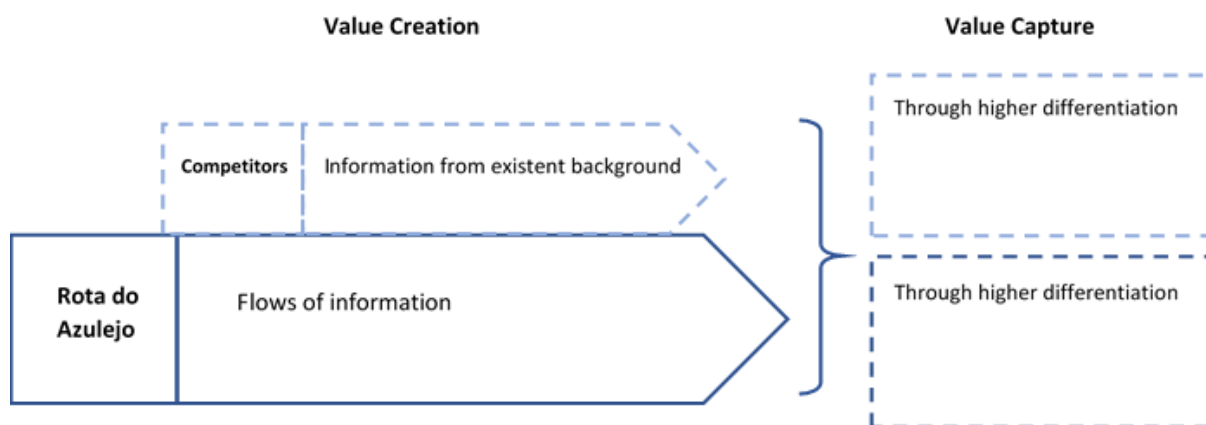 Value Creation
Value Capture
Through higher differentiation
Competitors
Information from existent background
Rota do
Azulejo
Flows of information
Through higher differentiation